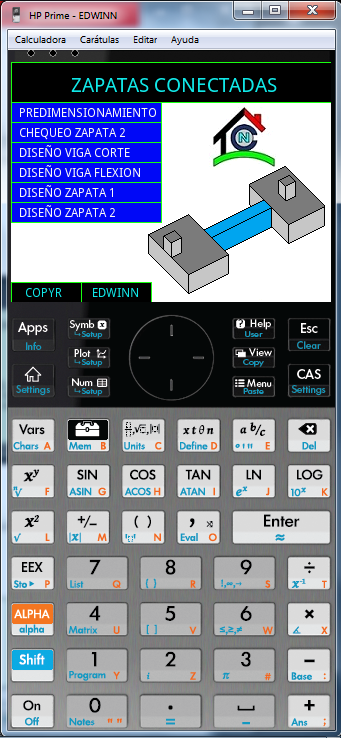 HP Prime - EDWINN
Calculadora Carátulas Editar Ayuda
ZAPATAS CONECTADAS
PREDIMENSIONAMIENTO
CHEQUEO ZAPATA 2
DISEÑO VIGA CORTE
DISEÑO VIGA FLEXION
DISEÑO ZAPATA 1
DISEÑO ZAPATA 2
C N
COPYR EDWINN
Apps Symb Help Esc
Info Setup User Clear
Plot View
Setup Copy
Num Menu CAS
Settings Setup Paste Settings
Vars x t θ n a b/c
Chars A Mem B Units C Define D E Del
x^y SIN COS TAN LN LOG
F ASIN G ACOS H ATAN I e^x J 10^x K
x² +/- ( ) , Enter
√ L |x| M N Eval O ≈
EEX 7 8 9 ÷
Sto ► P List Q { } R !,∞,→ S x⁻¹ T
ALPHA 4 5 6 ×
alpha Matrix U [ ] V ≤,≥,≠ W ∡ X
Shift 1 2 3 −
Program Y i Z π # Base :
On 0 . +
Off Notes " " = Ans ;